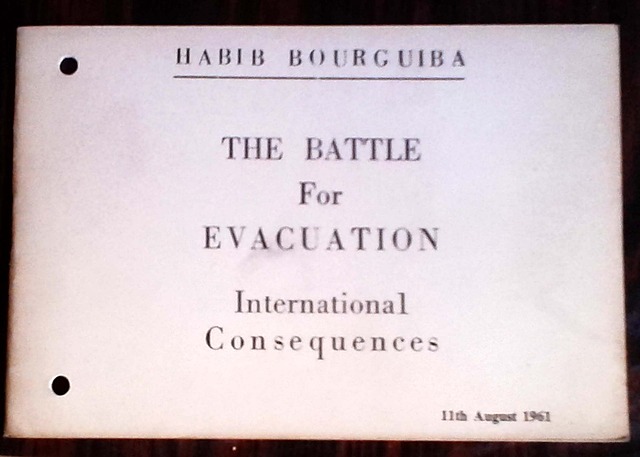 HABIB BOURGUIBA
THE BATTLE
For
EVACUATION
International
Consequences
11th August 1961